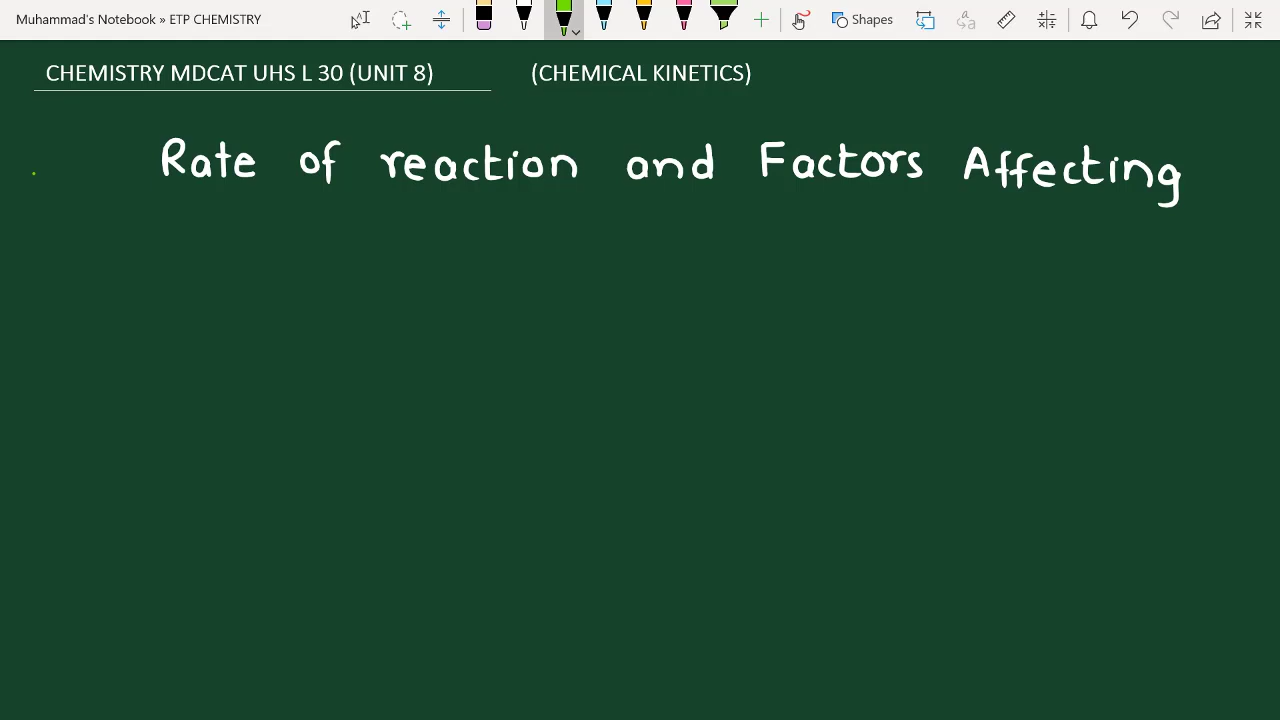 Muhammad's Notebook » ETP CHEMISTRY
Shapes
CHEMISTRY MDCAT UHS L 30 (UNIT 8) (CHEMICAL KINETICS)
Rate of reaction and Factors Affecting